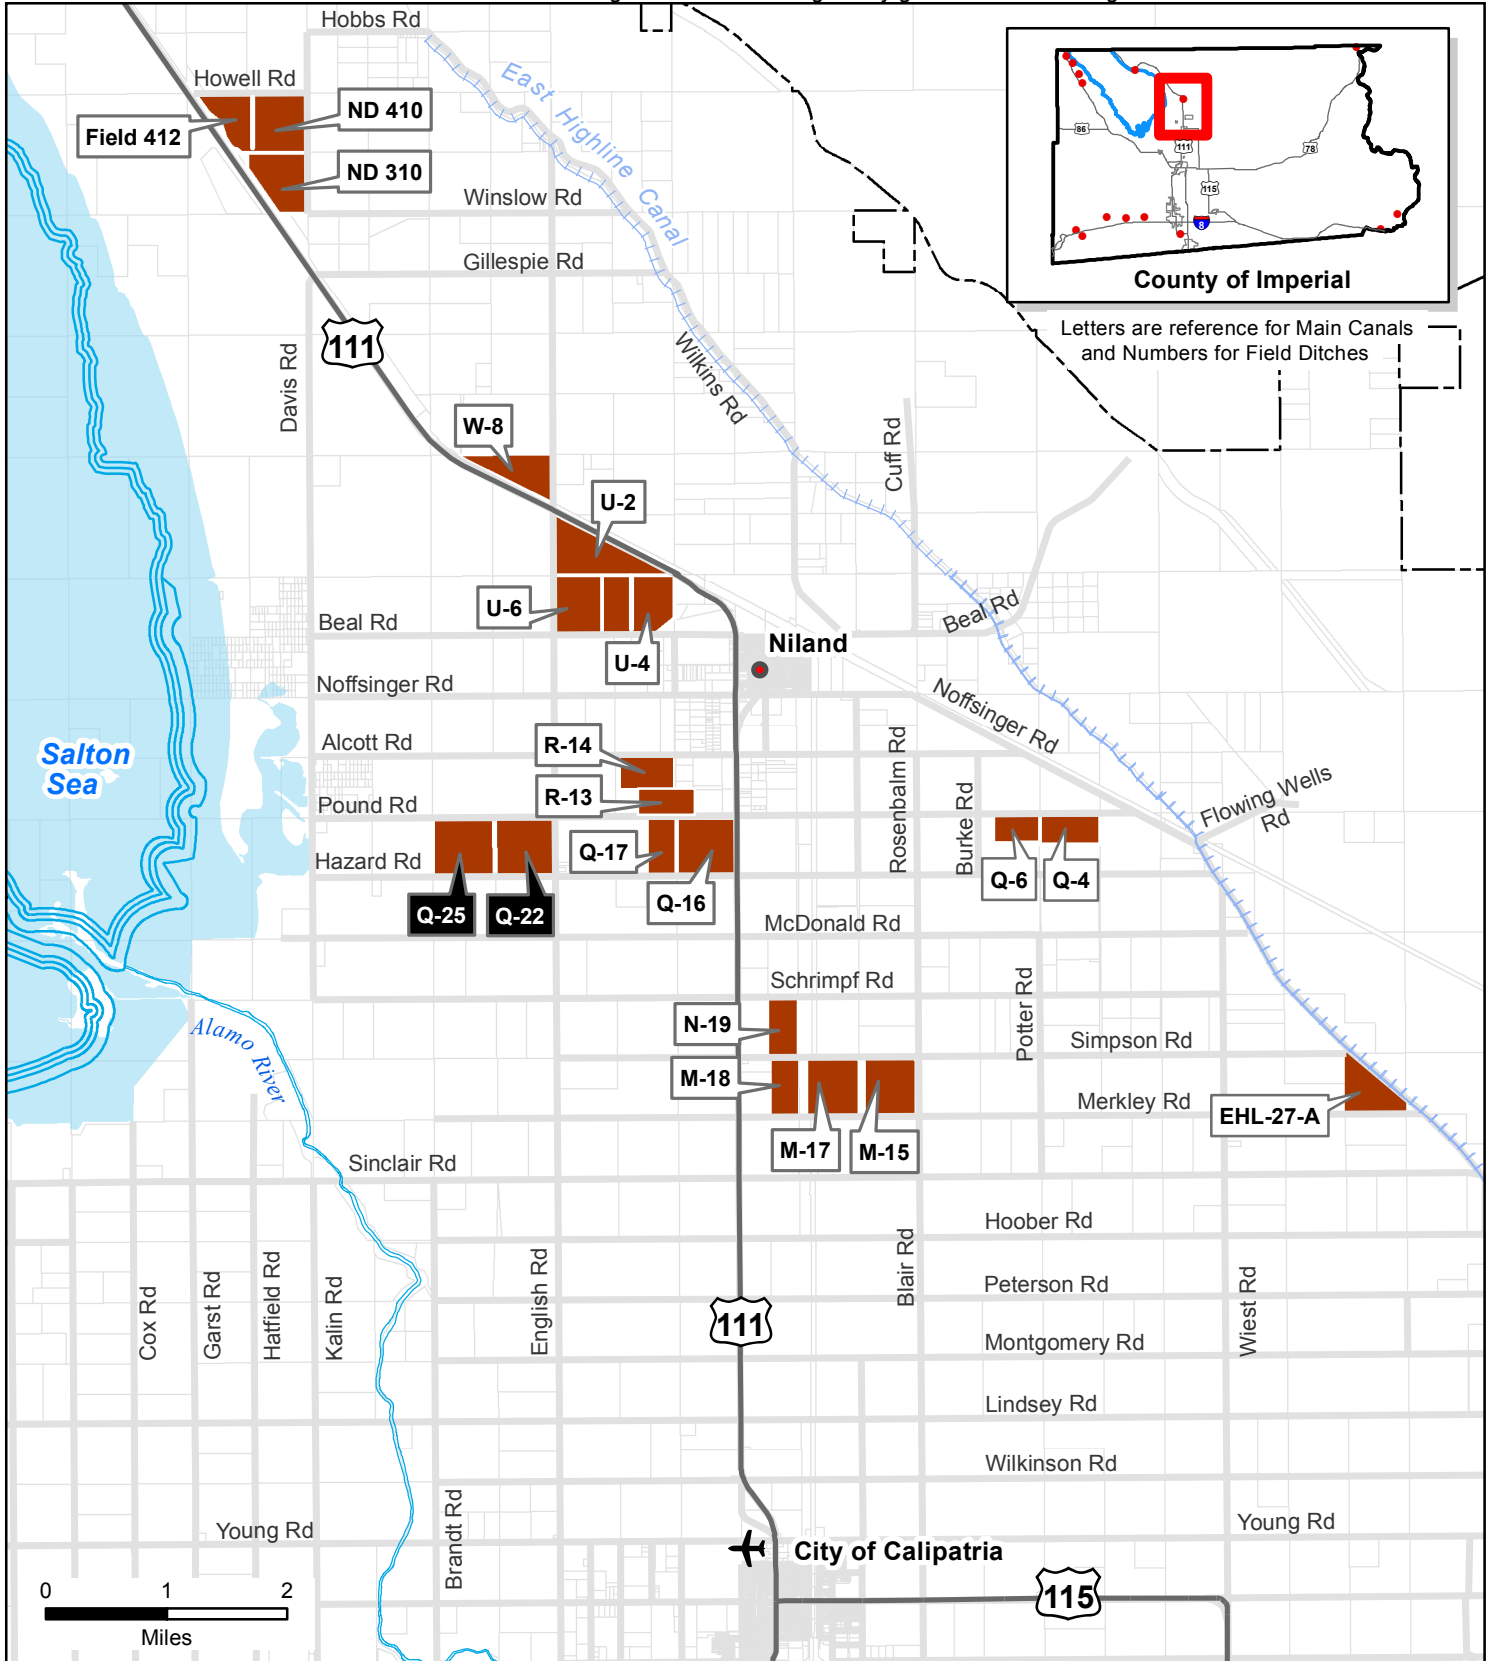 Hobbs Rd
Howell Rd
ND 410
Field 412
ND 310
Winslow Rd
Gillespie Rd
East Highline Canal
86
111
78
115
8
County of Imperial
Letters are reference for Main Canals
and Numbers for Field Ditches
111
Davis Rd
Wilkins Rd
Cuff Rd
W-8
U-2
U-6
U-4
Beal Rd
Beal Rd
Niland
Noffsinger Rd
Noffsinger Rd
Salton
Sea
Alcott Rd
R-14
R-13
Pound Rd
Rosenbalm Rd
Burke Rd
Flowing Wells
Rd
Hazard Rd
Q-17
Q-16
Q-6
Q-4
Q-25
Q-22
McDonald Rd
Schrimpf Rd
Potter Rd
N-19
Simpson Rd
Alamo River
M-18
Merkley Rd
EHL-27-A
M-17
M-15
Sinclair Rd
Hoober Rd
Blair Rd
Peterson Rd
Cox Rd
Garst Rd
Hatfield Rd
Kalin Rd
English Rd
Wiest Rd
111
Montgomery Rd
Lindsey Rd
Wilkinson Rd
Young Rd
Young Rd
Brandt Rd
City of Calipatria
115
0 1 2
Miles